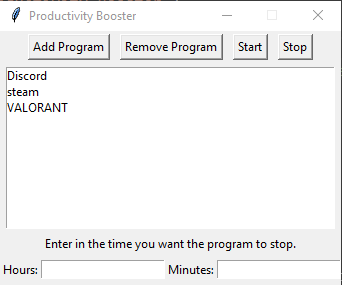 Productivity Booster
Add Program Remove Program Start Stop
Discord
steam
VALORANT
Enter in the time you want the program to stop.
Hours: Minutes: